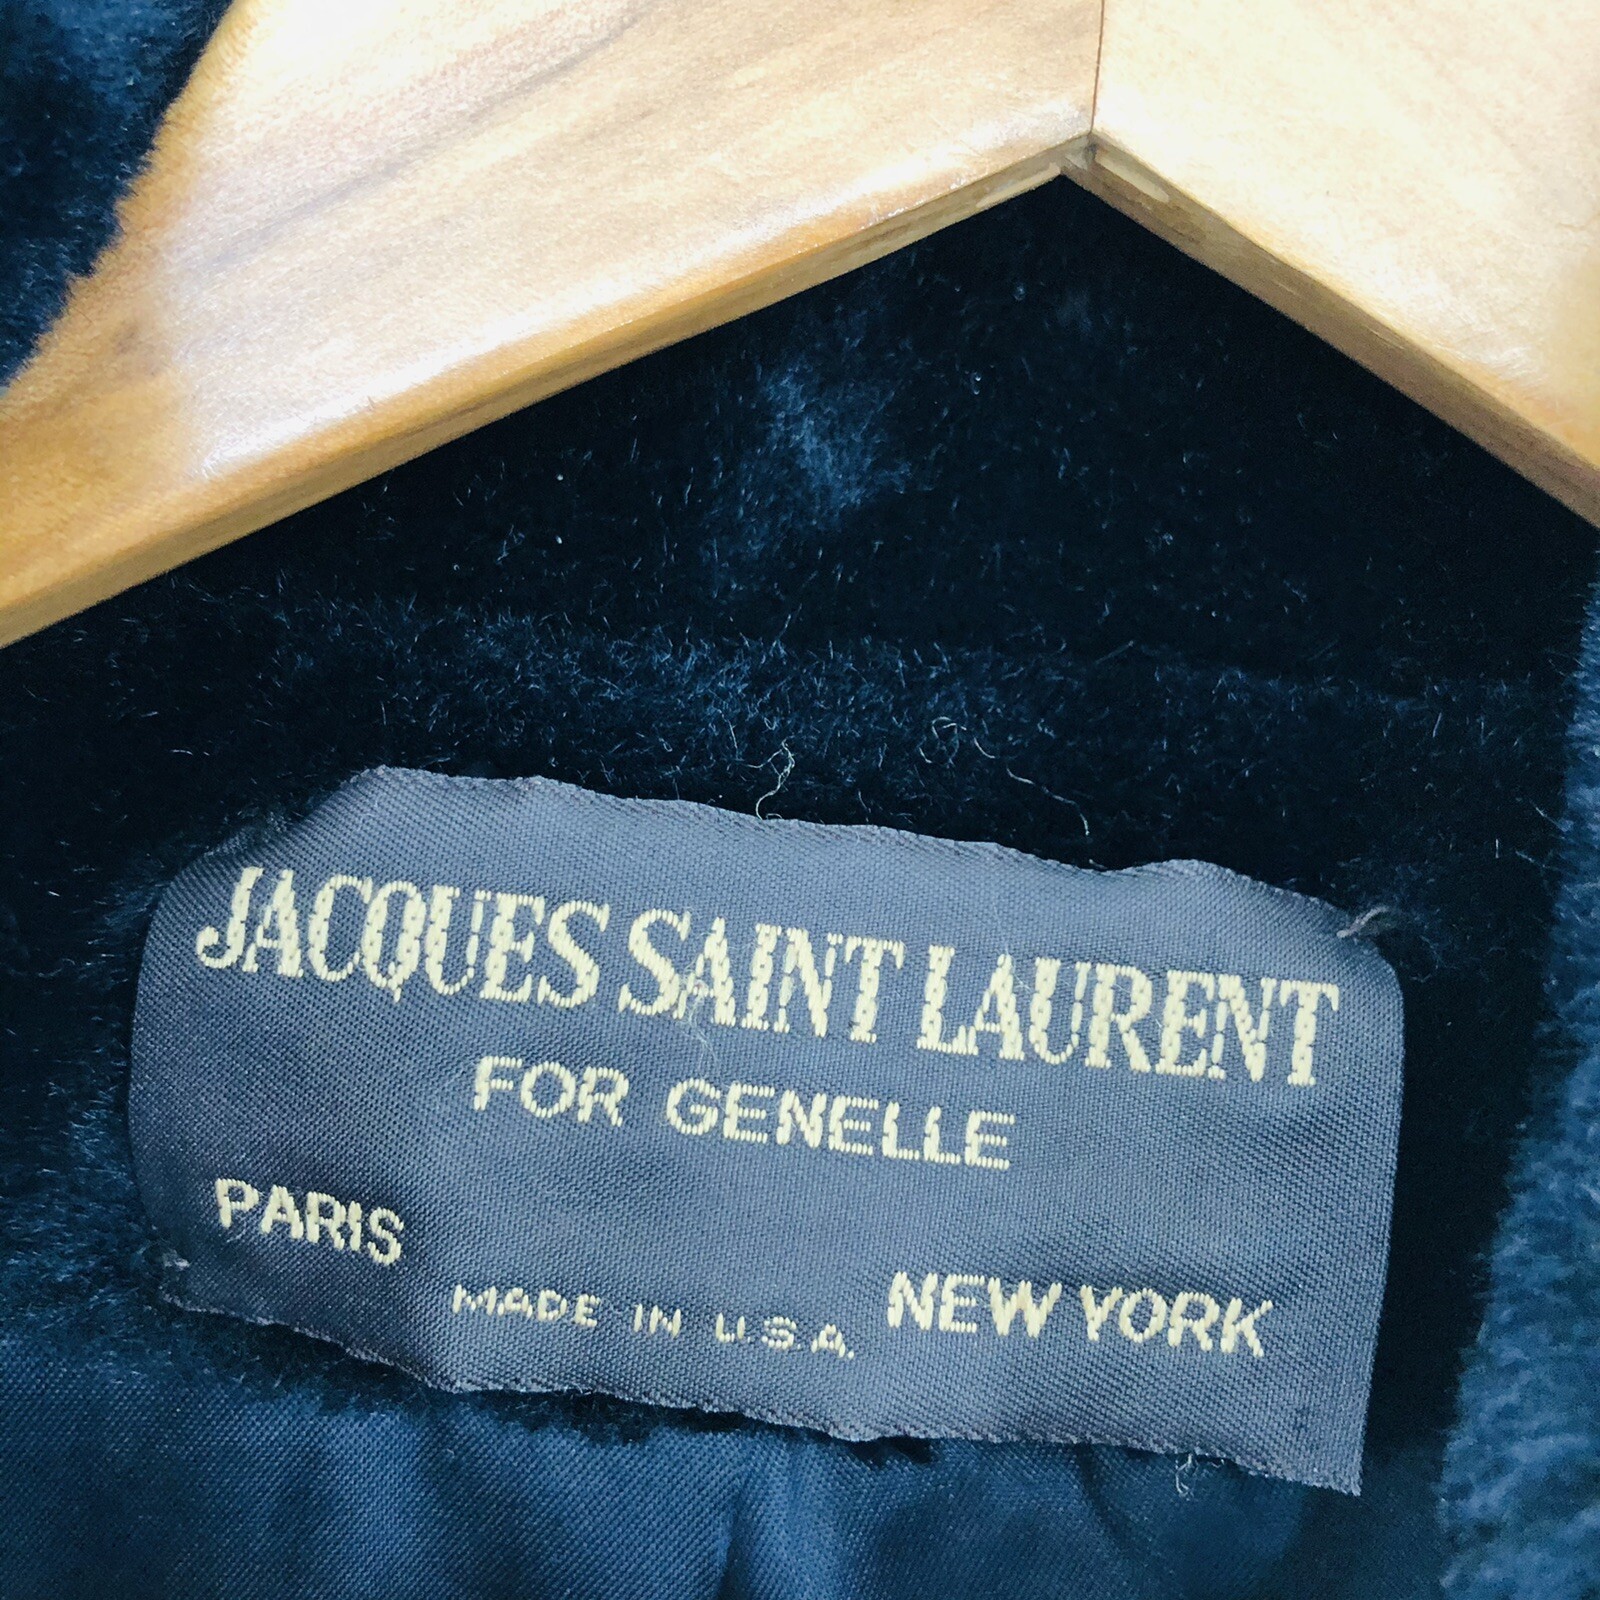 JACQUES SAINT LAURENT
FOR GENELLE
PARIS
MADE IN U.S.A.
NEW YORK